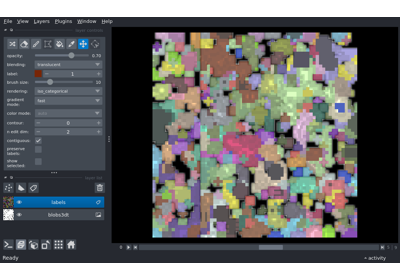 File View Layers Plugins Window Help
opacity: 0.70
blending: translucent
label: 1
brush size: 10
rendering: iso_categorical
gradient mode: fast
color mode:
contour: 0
n edit dim: 2
contiguous:
preserve labels:
show selected:
labels
blobs3dt
Ready
activity